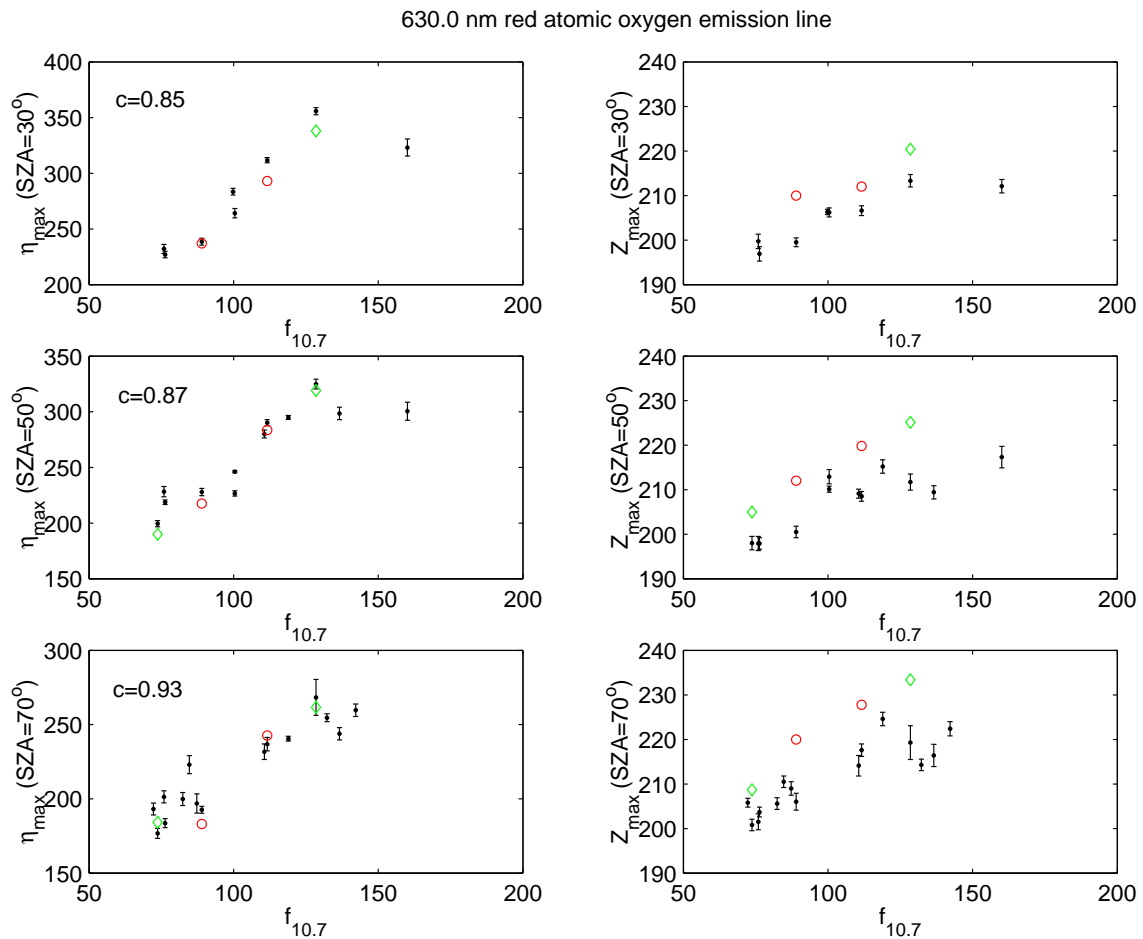 630.0 nm red atomic oxygen emission line
η_max (SZA=30°)
400
350
300
250
200
c=0.85
50 100 150 200
f_10.7
Z_max (SZA=30°)
240
230
220
210
200
190
50 100 150 200
f_10.7
η_max (SZA=50°)
350
300
250
200
150
c=0.87
50 100 150 200
f_10.7
Z_max (SZA=50°)
240
230
220
210
200
190
50 100 150 200
f_10.7
η_max (SZA=70°)
300
250
200
150
c=0.93
50 100 150 200
f_10.7
Z_max (SZA=70°)
240
230
220
210
200
190
50 100 150 200
f_10.7